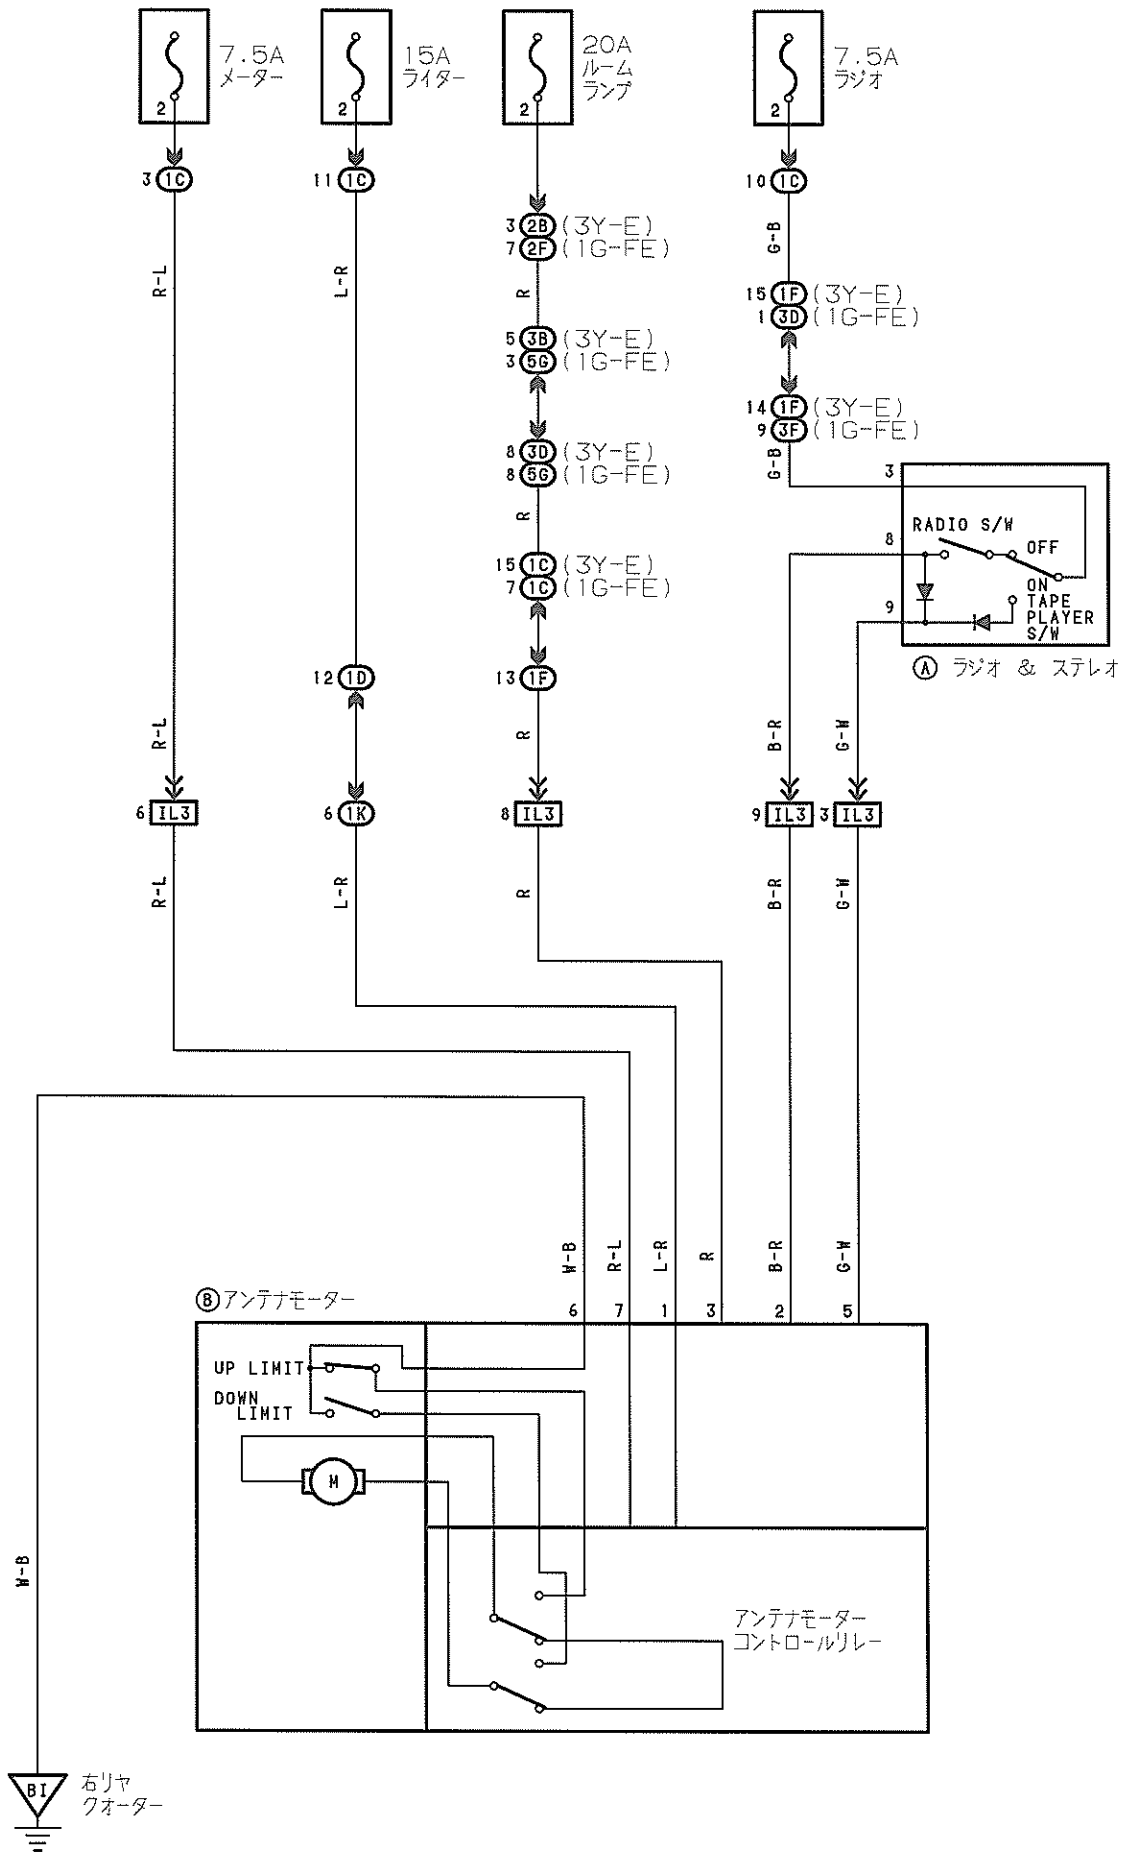 7.5A
メーター
2
15A
ライター
2
20A
ルーム
ランプ
2
7.5A
ラジオ
2
3 1C
11 1C
10 1C
3 2B (3Y-E)
7 2F (1G-FE)
G-B
R-L
L-R
R
15 1F (3Y-E)
1 3D (1G-FE)
5 3B (3Y-E)
3 5G (1G-FE)
14 1F (3Y-E)
9 3F (1G-FE)
8 3D (3Y-E)
8 5G (1G-FE)
G-B
3
R
RADIO S/W
8
OFF
15 1C (3Y-E)
7 1C (1G-FE)
ON
9
TAPE
PLAYER
S/W
A ラジオ & ステレオ
12 1D
13 1F
R-L
R
B-R
G-W
6 IL3
6 1K
8 IL3
9 IL3
3 IL3
R-L
L-R
R
B-R
G-W
W-B
R-L
L-R
R
B-R
G-W
B アンテナモーター
6
7
1
3
2
5
UP LIMIT
DOWN
LIMIT
M
W-B
アンテナモーター
コントロールリレー
BI
右リヤ
クオーター